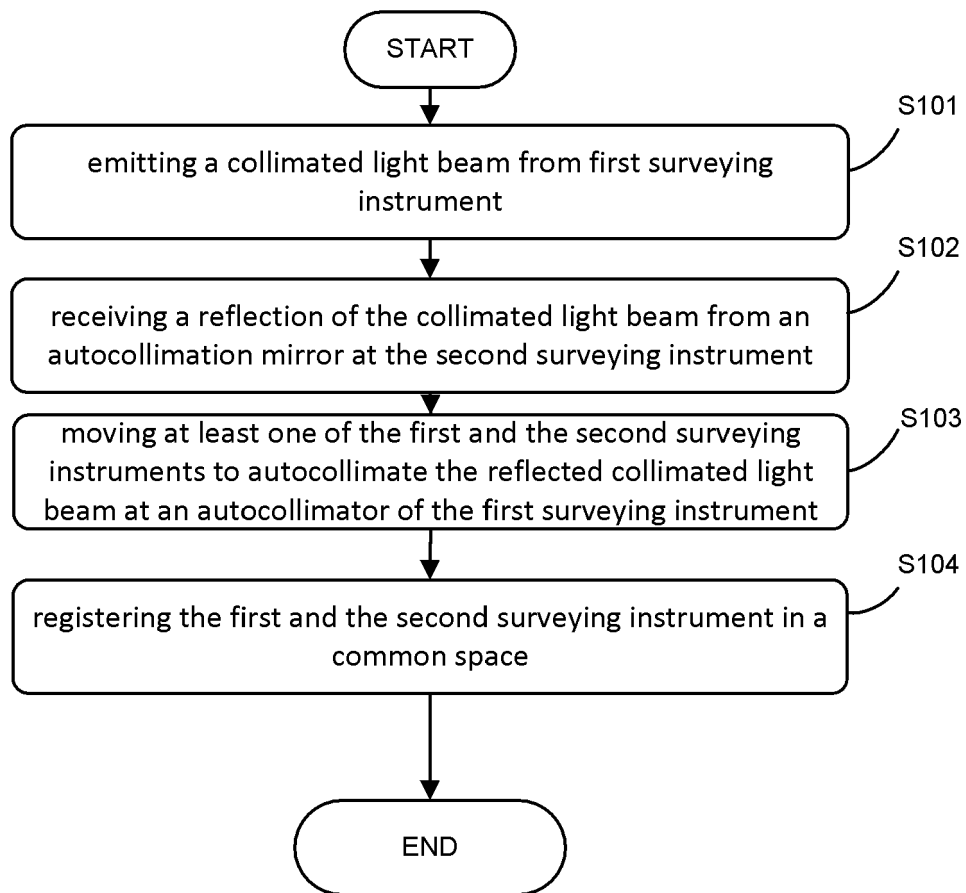 START
S101
emitting a collimated light beam from first surveying
instrument
S102
receiving a reflection of the collimated light beam from an
autocollimation mirror at the second surveying instrument
S103
moving at least one of the first and the second surveying
instruments to autocollimate the reflected collimated light
beam at an autocollimator of the first surveying instrument
S104
registering the first and the second surveying instrument in a
common space
END